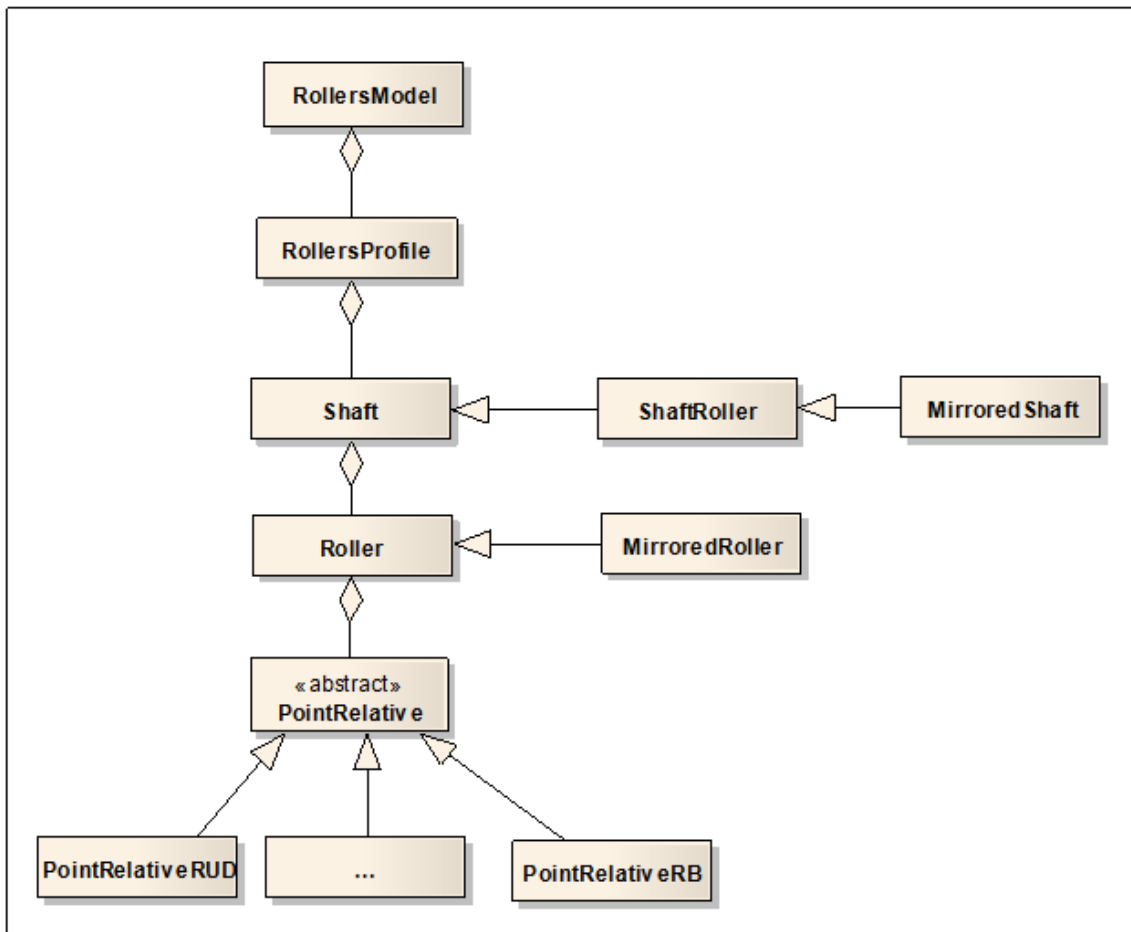 RollersModel
RollersProfile
Shaft
ShaftRoller
MirroredShaft
Roller
MirroredRoller
«abstract»
PointRelative
PointRelativeRUD
...
PointRelativeRB